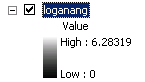 loganang
Value
High : 6.28319
Low : 0